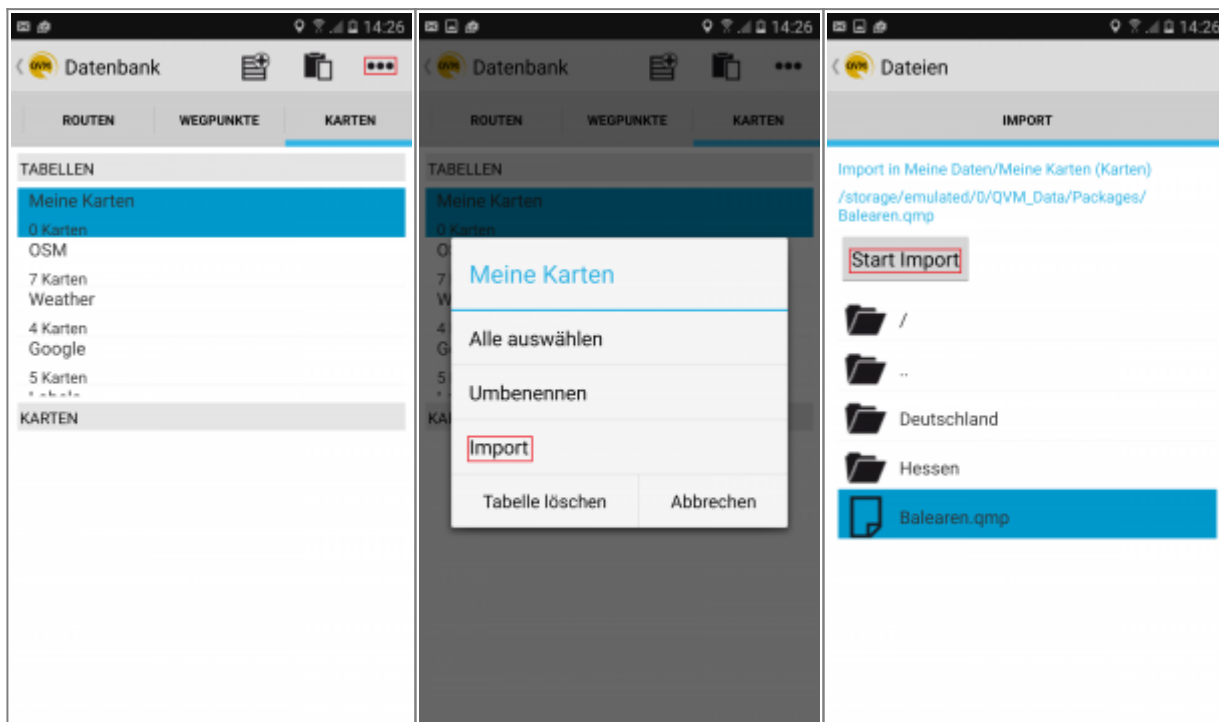 14:26
Datenbank
ROUTEN WEGPUNKTE KARTEN
TABELLEN
Meine Karten
0 Karten
OSM
7 Karten
Weather
4 Karten
Google
5 Karten
KARTEN
14:26
Datenbank
ROUTEN WEGPUNKTE KARTEN
TABELLEN
Meine Karten
0 Karten
7
4
5
Meine Karten
Alle auswählen
Umbenennen
Import
Tabelle löschen Abbrechen
14:26
Dateien
IMPORT
Import in Meine Daten/Meine Karten (Karten)
/storage/emulated/0/QVM_Data/Packages/
Balearen.qmp
Start Import
/
..
Deutschland
Hessen
Balearen.qmp